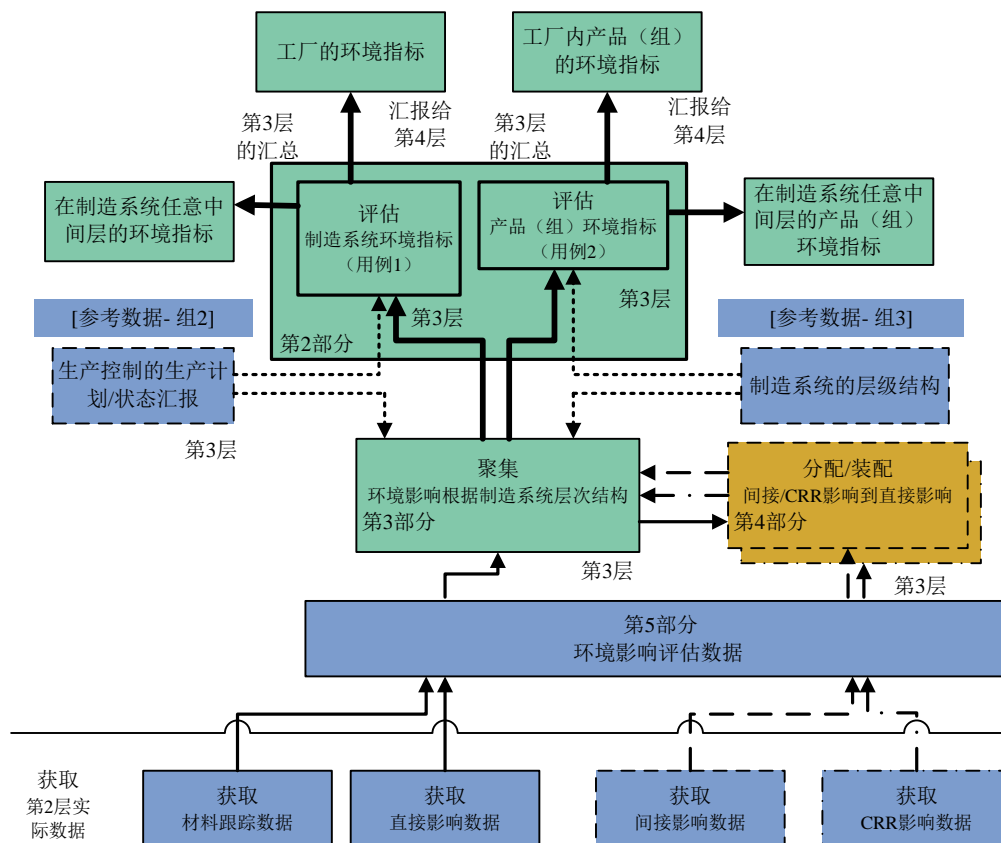 工厂的环境指标
工厂内产品（组）
的环境指标
第3层
的汇总
汇报给
第4层
第3层
的汇总
汇报给
第4层
在制造系统任意中
间层的环境指标
评估
制造系统环境指标
（用例1）
评估
产品（组）环境指标
（用例2）
在制造系统任意中
间层的产品（组）
环境指标
[参考数据- 组2]
第3层
第3层
[参考数据- 组3]
第2部分
生产控制的生产计
划/状态汇报
制造系统的层级结构
第3层
聚集
环境影响根据制造系统层次结构
第3部分
分配/装配
间接/CRR影响到直接影响
第4部分
第3层
第3层
第5部分
环境影响评估数据
获取
第2层实
际数据
获取
材料跟踪数据
获取
直接影响数据
获取
间接影响数据
获取
CRR影响数据